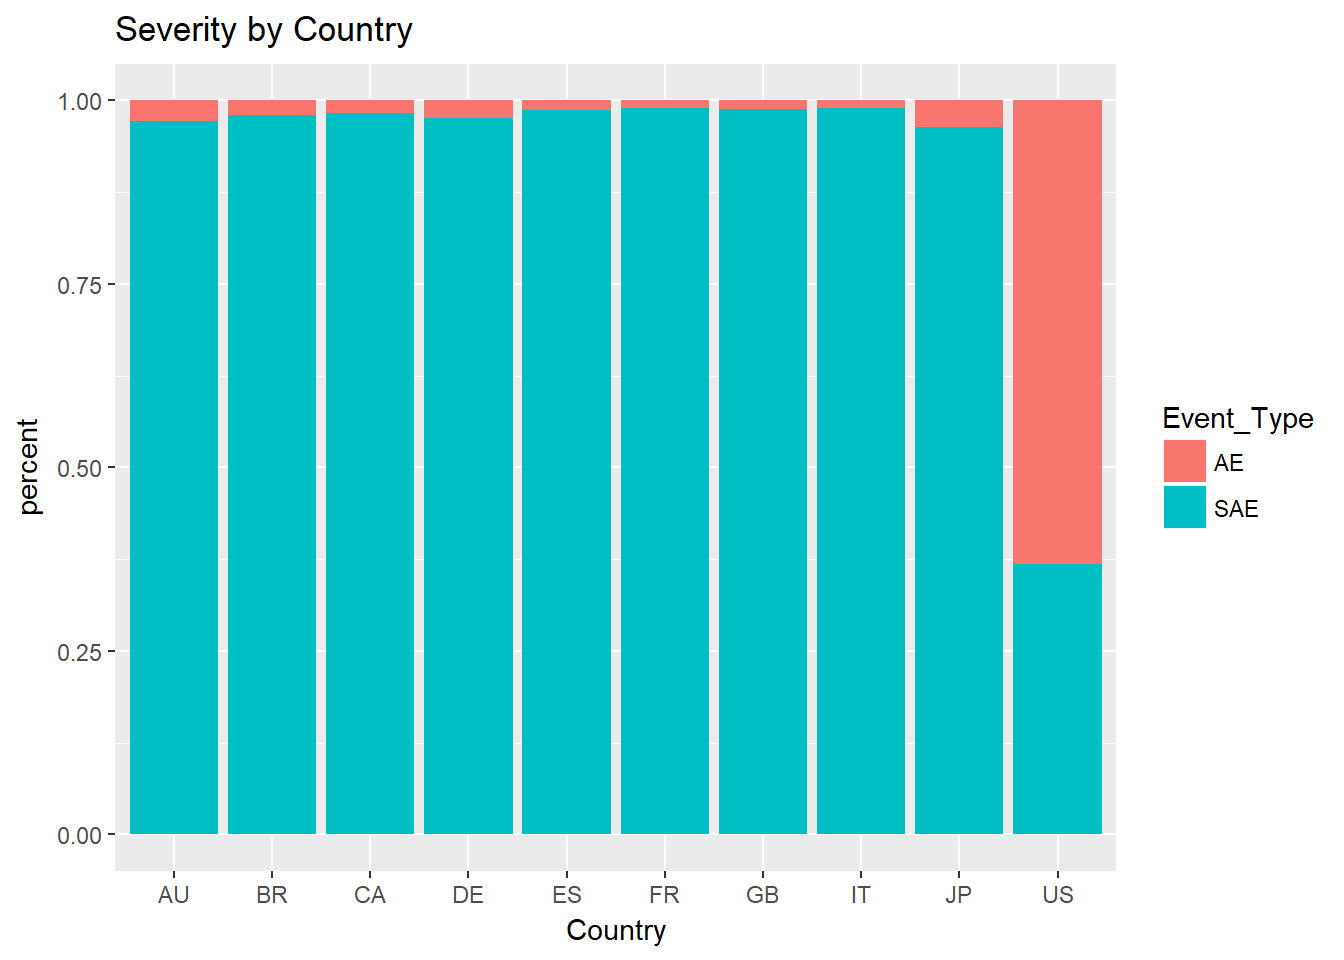 Severity by Country
1.00
0.75
0.50
0.25
0.00
percent
AU BR CA DE ES FR GB IT JP US
Country
Event_Type
AE
SAE